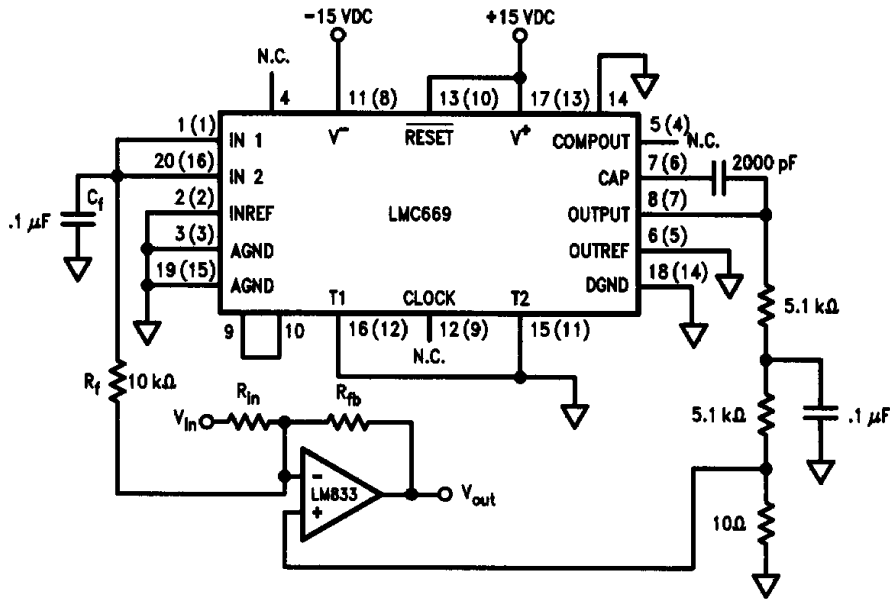 -15 VDC
+15 VDC
N.C.
4
11 (8)
13 (10)
17 (13)
14
1 (1)
IN 1
V⁻
RESET
V⁺
COMPOUT
5 (4)
N.C.
20 (16)
IN 2
CAP
7 (6)
2000 pF
Cf
.1 μF
2 (2)
INREF
LMC669
OUTPUT
8 (7)
3 (3)
AGND
OUTREF
6 (5)
19 (15)
AGND
DGND
18 (14)
T1
CLOCK
T2
9
10
16 (12)
12 (9)
15 (11)
N.C.
5.1 kΩ
Rf
10 kΩ
Rin
Rfb
Vin
5.1 kΩ
.1 μF
-
LM833
+
Vout
10Ω